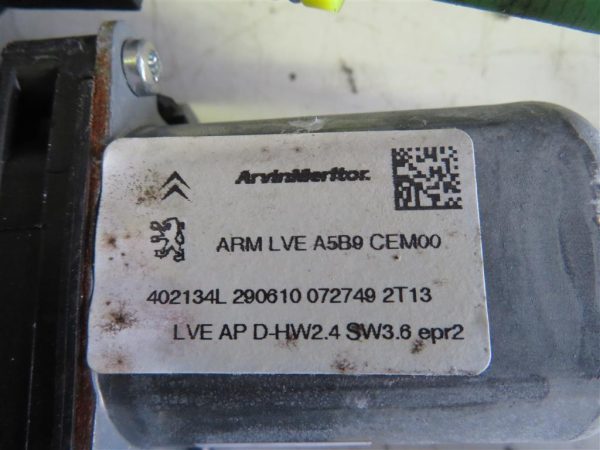 ArvinMeritor.
ARM LVE A5B9 CEM00
402134L 290610 072749 2T13
LVE AP D-HW2.4 SW3.6 epr2